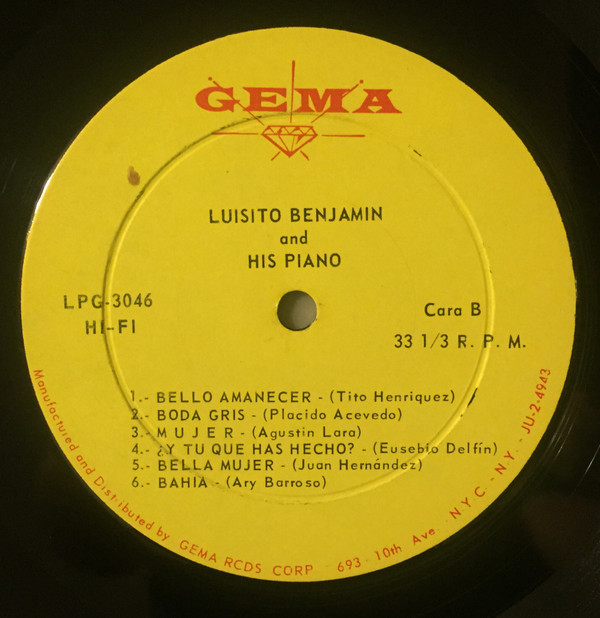 GEMA
LUISITO BENJAMIN
and
HIS PIANO
LPG-3046
HI-FI
Cara B
33 1/3 R. P. M.
1.- BELLO AMANECER - (Tito Henriquez)
2.- BODA GRIS - (Placido Acevedo)
3.- MUJER - (Agustin Lara)
4.- ¿Y TU QUE HAS HECHO? - (Eusebio Delfín)
5.- BELLA MUJER - (Juan Hernández)
6.- BAHIA - (Ary Barroso)
Manufactured and Distributed by GEMA RCDS CORP. 693 - 10th Ave. N.Y.C. - N.Y. - JU-2-4943